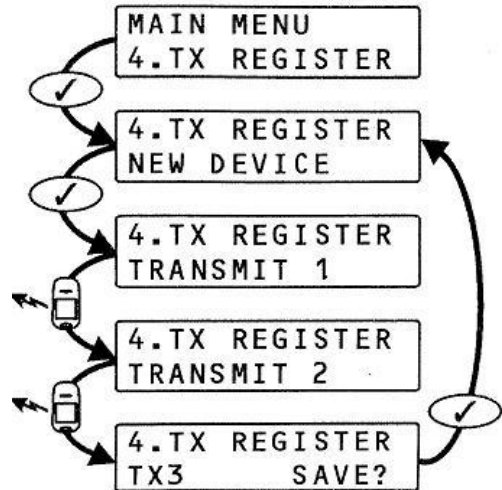 MAIN MENU
4.TX REGISTER
4.TX REGISTER
NEW DEVICE
4.TX REGISTER
TRANSMIT 1
4.TX REGISTER
TRANSMIT 2
4.TX REGISTER
TX3 SAVE?